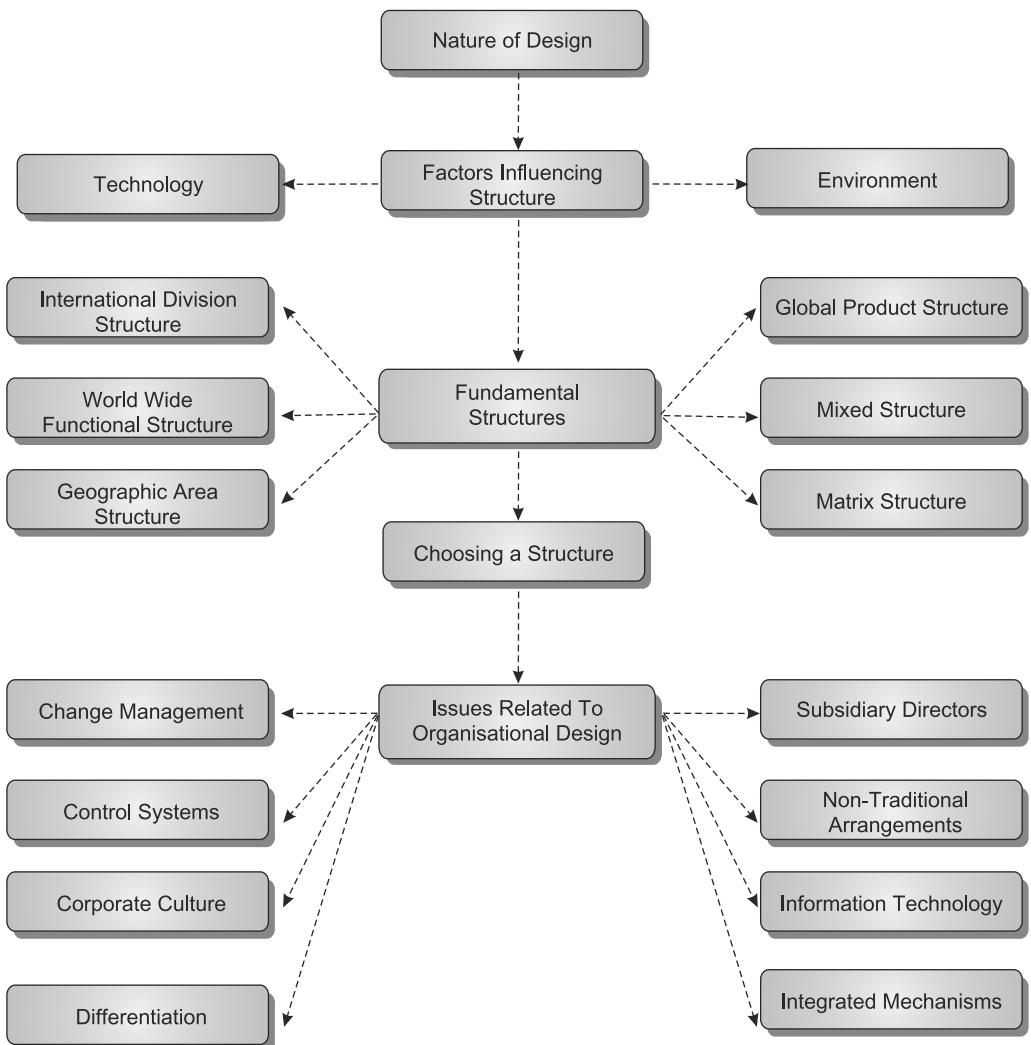 Nature of Design
Technology
Factors Influencing
Structure
Environment
International Division
Structure
Global Product Structure
World Wide
Functional Structure
Fundamental
Structures
Mixed Structure
Geographic Area
Structure
Matrix Structure
Choosing a Structure
Change Management
Issues Related To
Organisational Design
Subsidiary Directors
Control Systems
Non-Traditional
Arrangements
Corporate Culture
Information Technology
Differentiation
Integrated Mechanisms